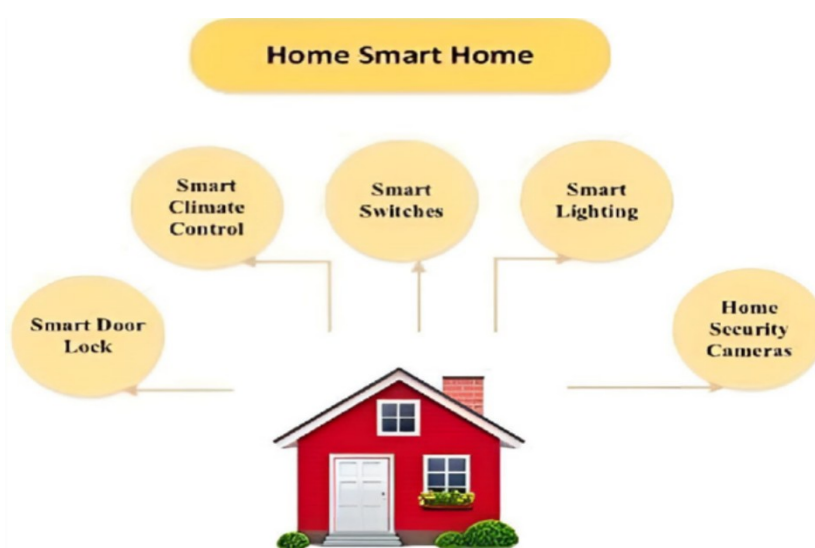 Home Smart Home
Smart
Climate
Control
Smart
Switches
Smart
Lighting
Smart Door
Lock
Home
Security
Cameras